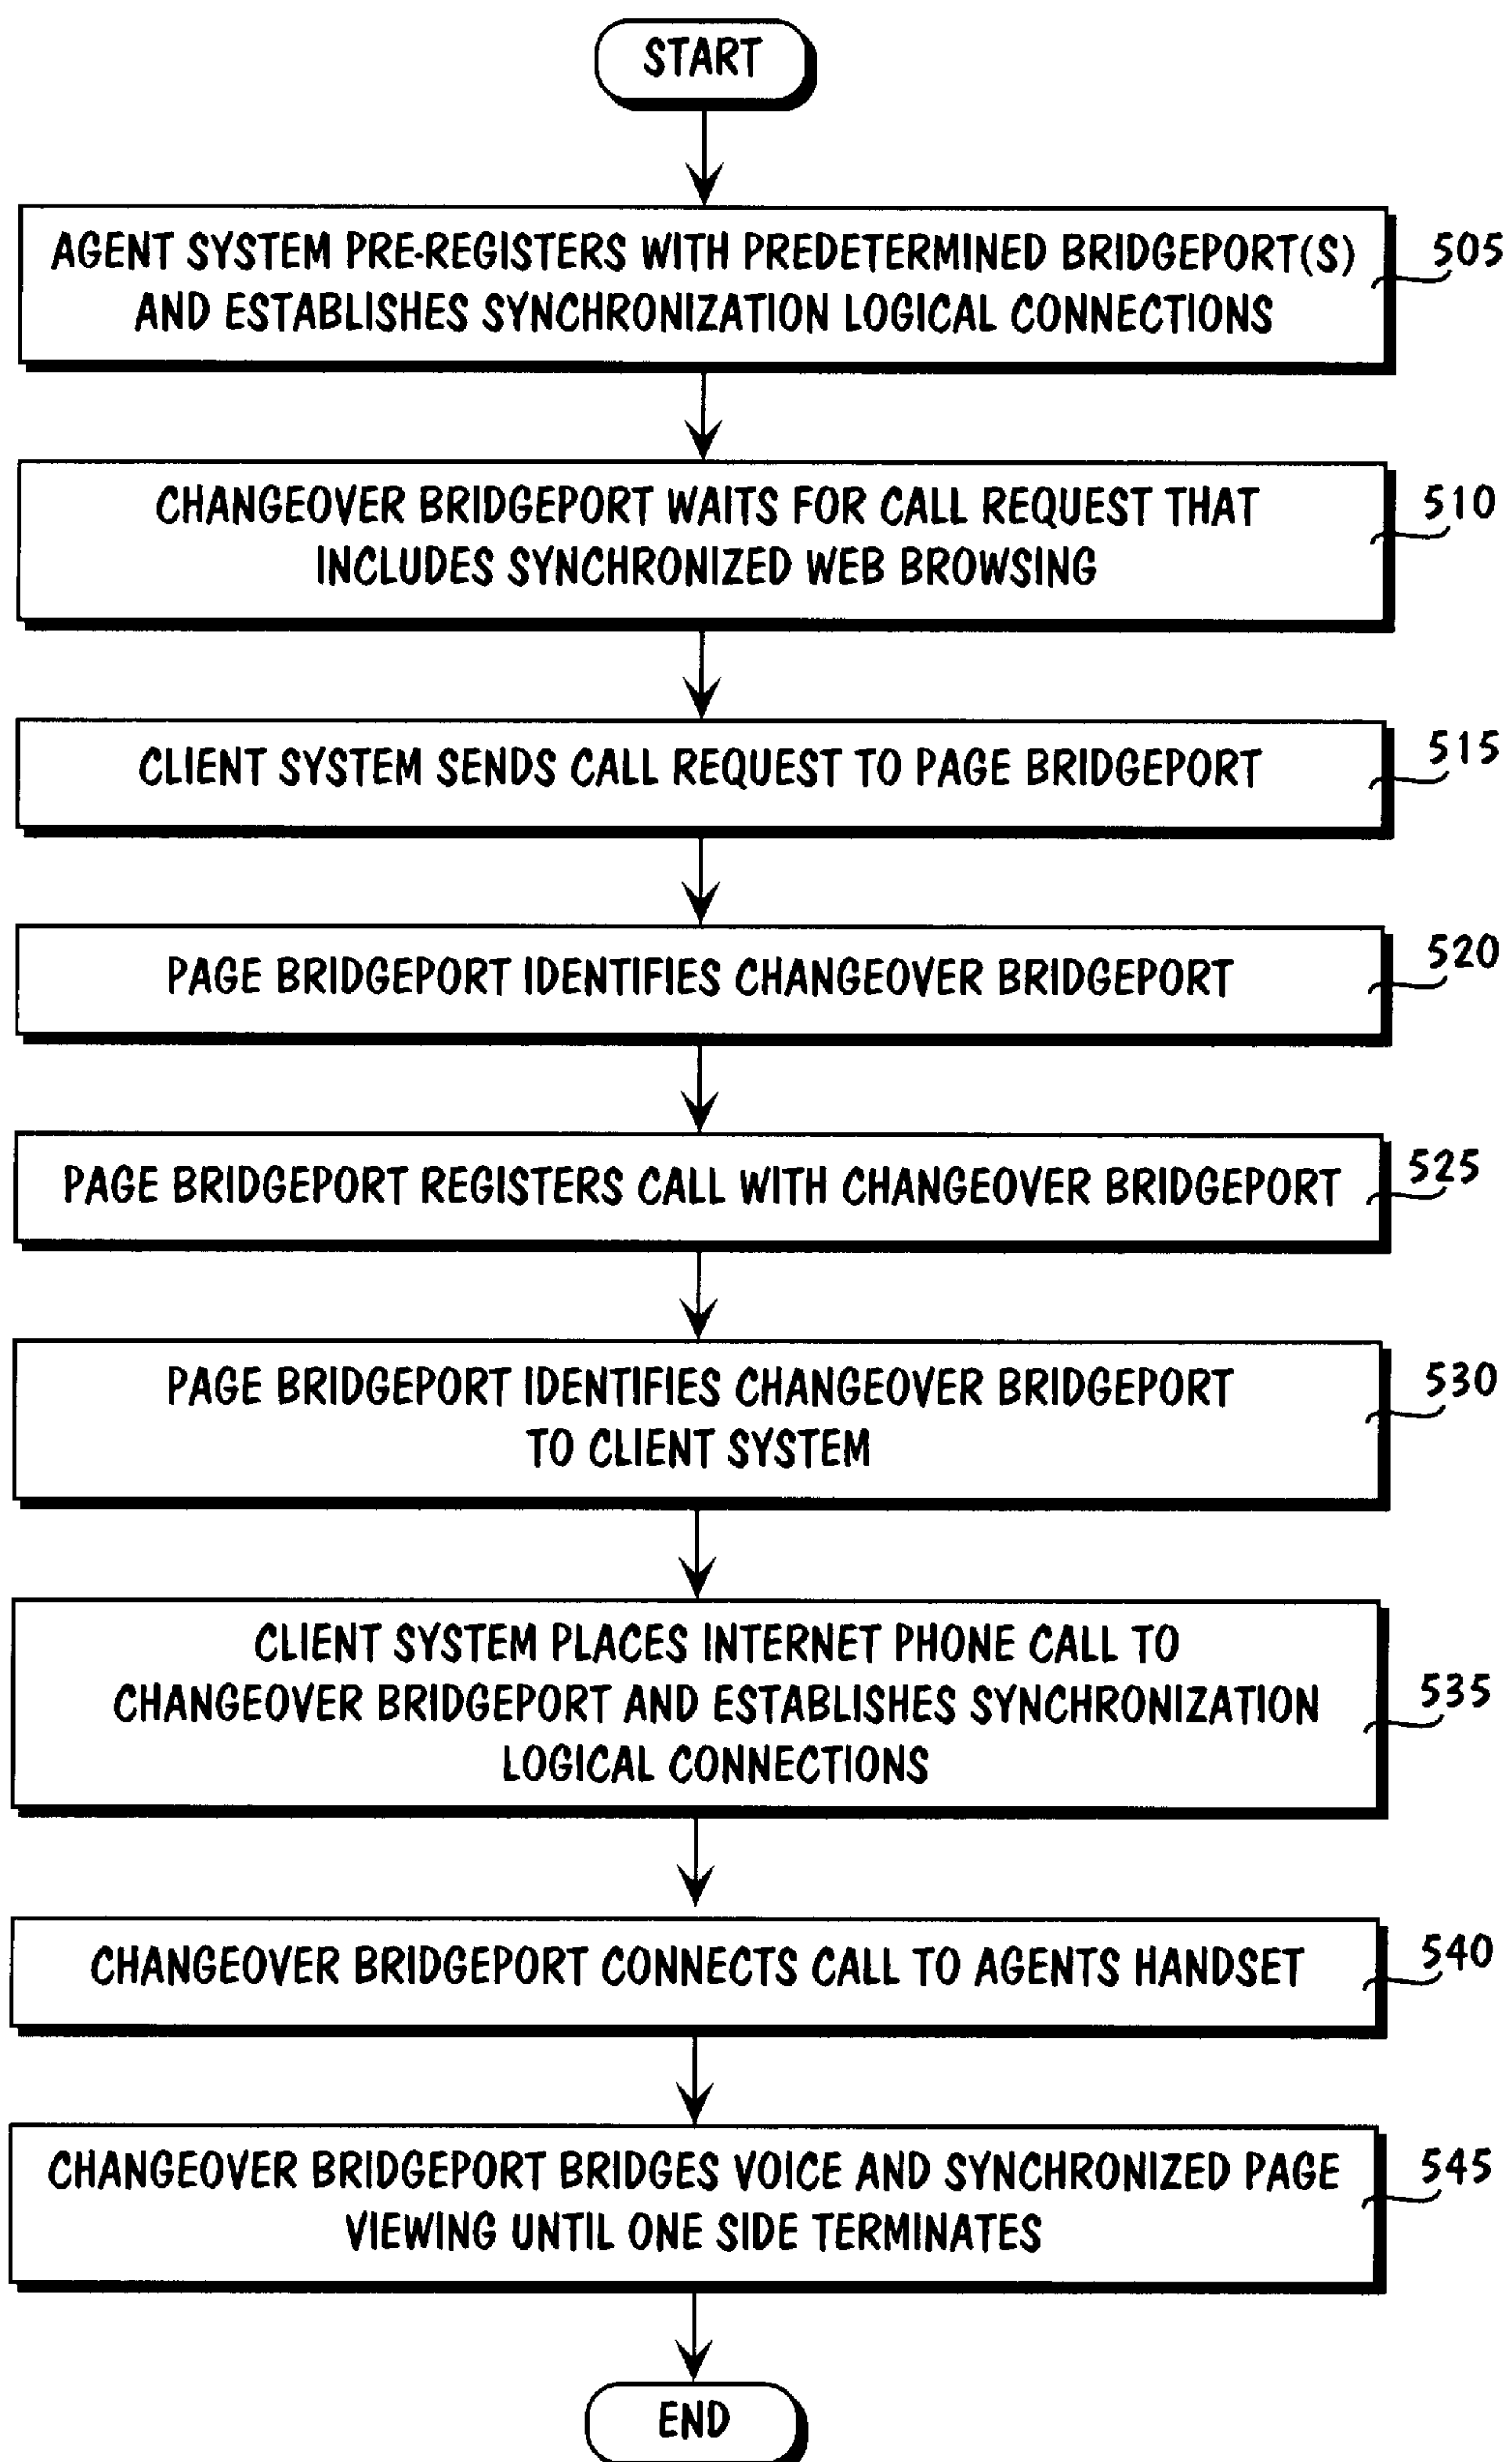 START
AGENT SYSTEM PRE-REGISTERS WITH PREDETERMINED BRIDGEPORT(S)
AND ESTABLISHES SYNCHRONIZATION LOGICAL CONNECTIONS
505
CHANGEOVER BRIDGEPORT WAITS FOR CALL REQUEST THAT
INCLUDES SYNCHRONIZED WEB BROWSING
510
CLIENT SYSTEM SENDS CALL REQUEST TO PAGE BRIDGEPORT
515
PAGE BRIDGEPORT IDENTIFIES CHANGEOVER BRIDGEPORT
520
PAGE BRIDGEPORT REGISTERS CALL WITH CHANGEOVER BRIDGEPORT
525
PAGE BRIDGEPORT IDENTIFIES CHANGEOVER BRIDGEPORT
TO CLIENT SYSTEM
530
CLIENT SYSTEM PLACES INTERNET PHONE CALL TO
CHANGEOVER BRIDGEPORT AND ESTABLISHES SYNCHRONIZATION
LOGICAL CONNECTIONS
535
CHANGEOVER BRIDGEPORT CONNECTS CALL TO AGENTS HANDSET
540
CHANGEOVER BRIDGEPORT BRIDGES VOICE AND SYNCHRONIZED PAGE
VIEWING UNTIL ONE SIDE TERMINATES
545
END